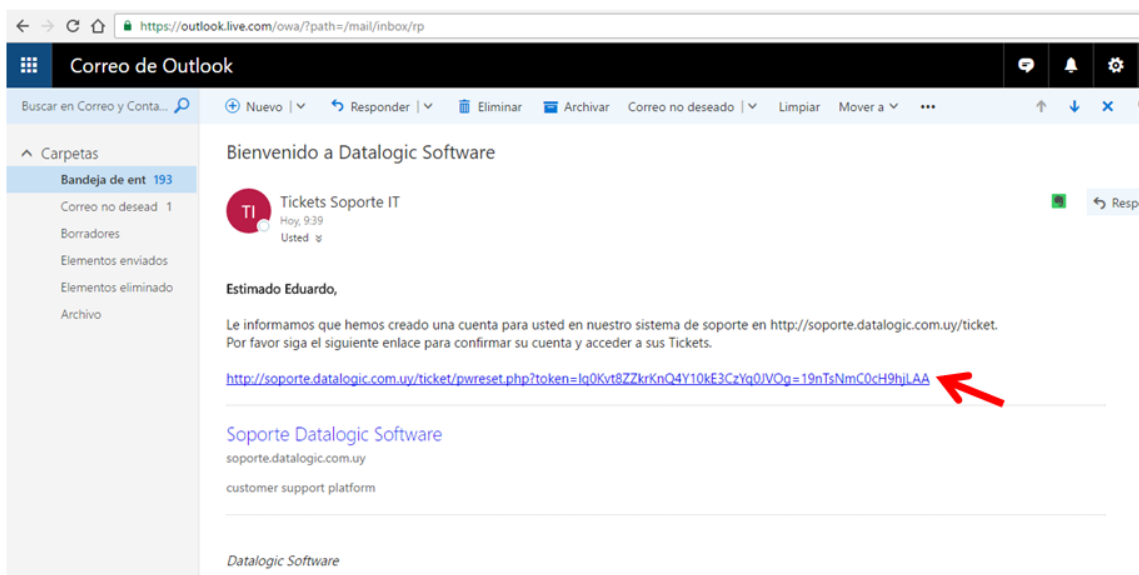 https://outlook.live.com/owa/?path=/mail/inbox/rp
Correo de Outlook
Buscar en Correo y Conta...
Nuevo
Responder
Eliminar
Archivar
Correo no deseado
Limpiar
Mover a
Carpetas
Bandeja de ent 193
Correo no desead 1
Borradores
Elementos enviados
Elementos eliminado
Archivo
Bienvenido a Datalogic Software
TI
Tickets Soporte IT
Hoy, 9:39
Usted
Resp
Estimado Eduardo,
Le informamos que hemos creado una cuenta para usted en nuestro sistema de soporte en http://soporte.datalogic.com.uy/ticket.
Por favor siga el siguiente enlace para confirmar su cuenta y acceder a sus Tickets.
http://soporte.datalogic.com.uy/ticket/pwreset.php?token=Iq0Kvt8ZZkrKnQ4Y10kE3CzYq0JVOg=19nTsNmC0cH9hjLAA
Soporte Datalogic Software
soporte.datalogic.com.uy
customer support platform
Datalogic Software